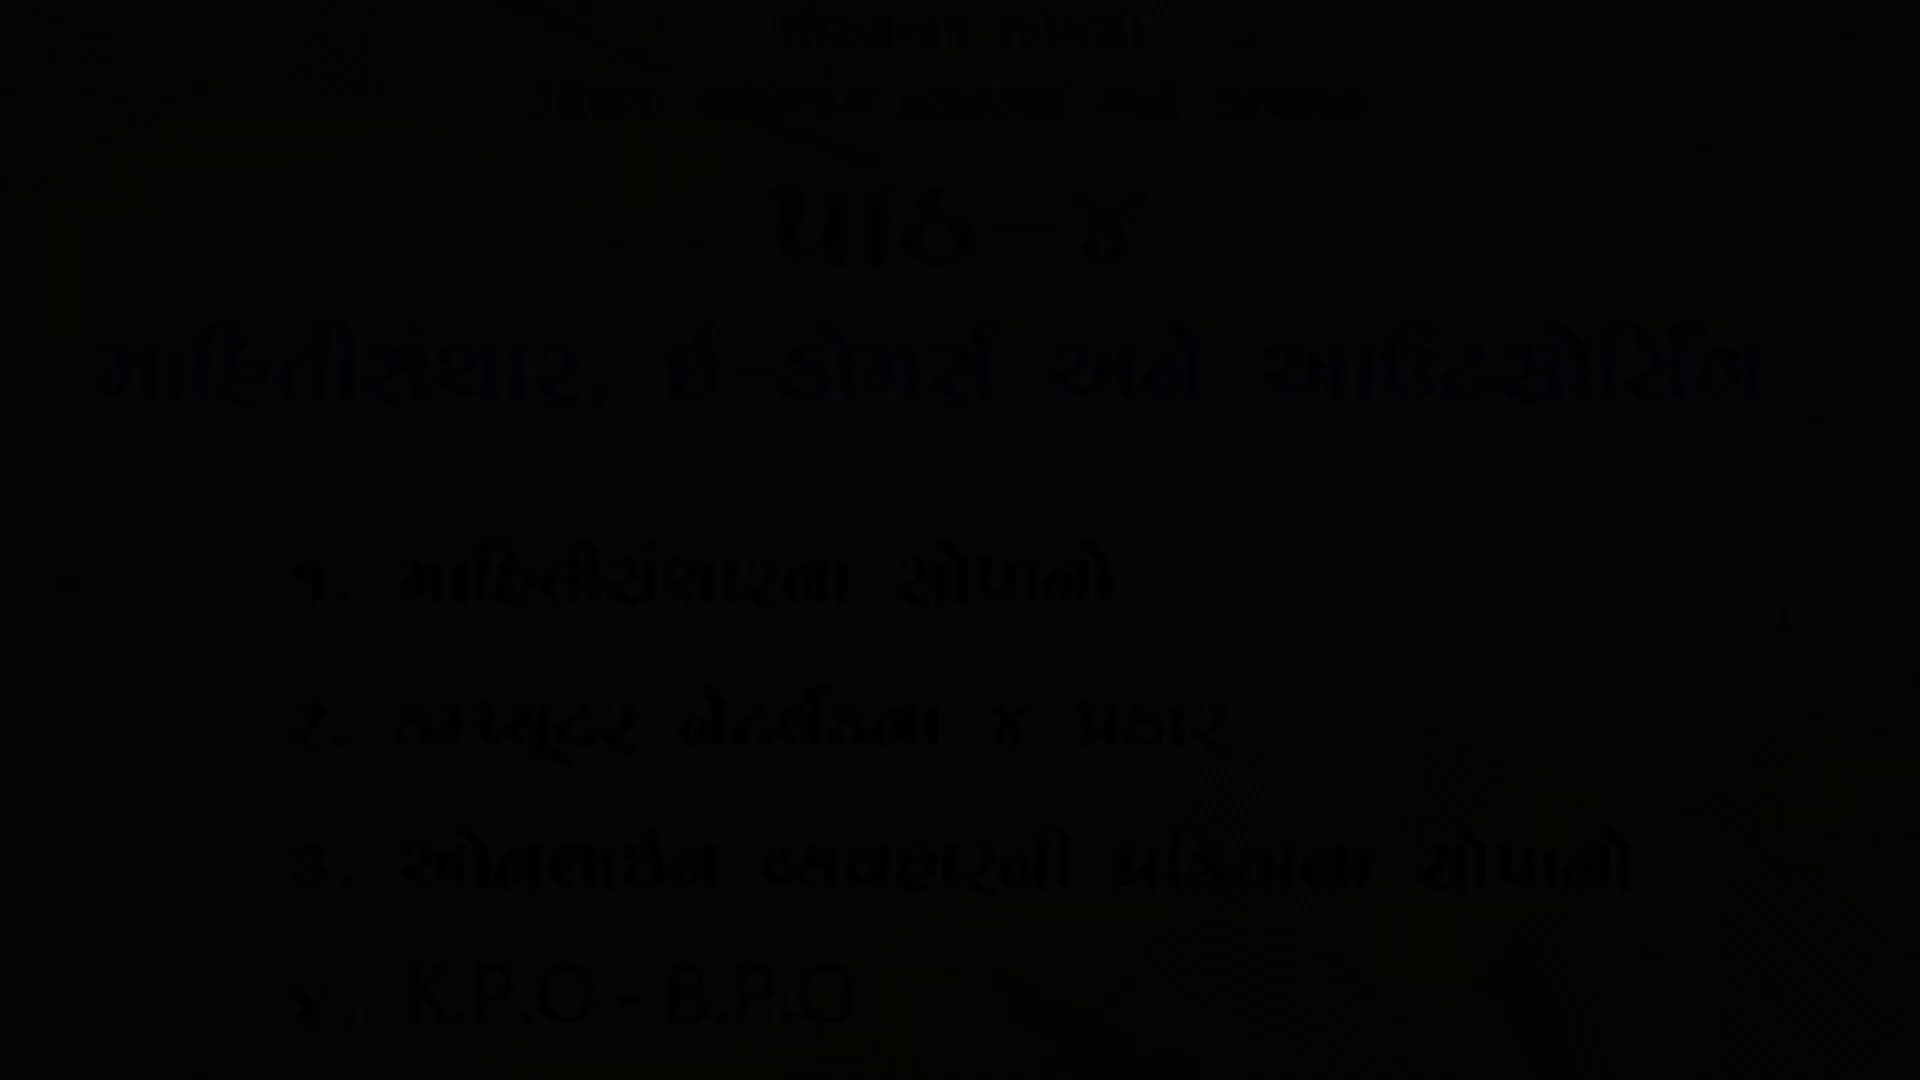 પાઠ-૪
માહિતીસંચાર, ઇ-કોમર્સ અને આઉટસોર્સિંગ
૧. માહિતીસંચારના સોપાનો
૨. કમ્પ્યૂટર નેટવર્કના ૪ પ્રકાર
૩. ઓનલાઇન વ્યવહારની પ્રક્રિયાના સોપાનો
૪. K.P.O - B.P.O